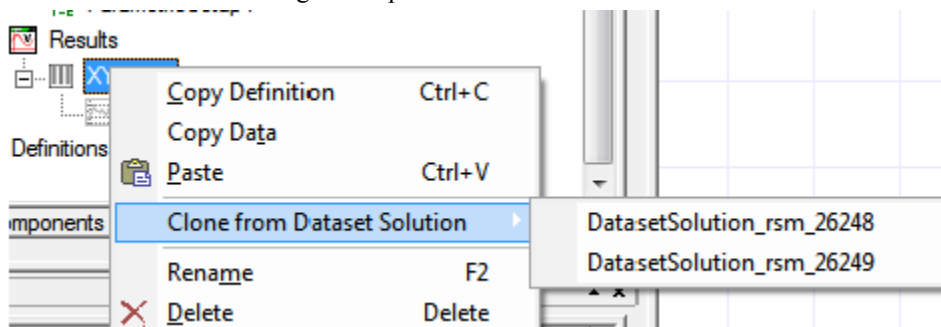 Results
XY
Copy Definition Ctrl+C
Copy Data
Definitions
Paste Ctrl+V
Clone from Dataset Solution
DatasetSolution_rsm_26248
DatasetSolution_rsm_26249
Rename F2
Delete Delete